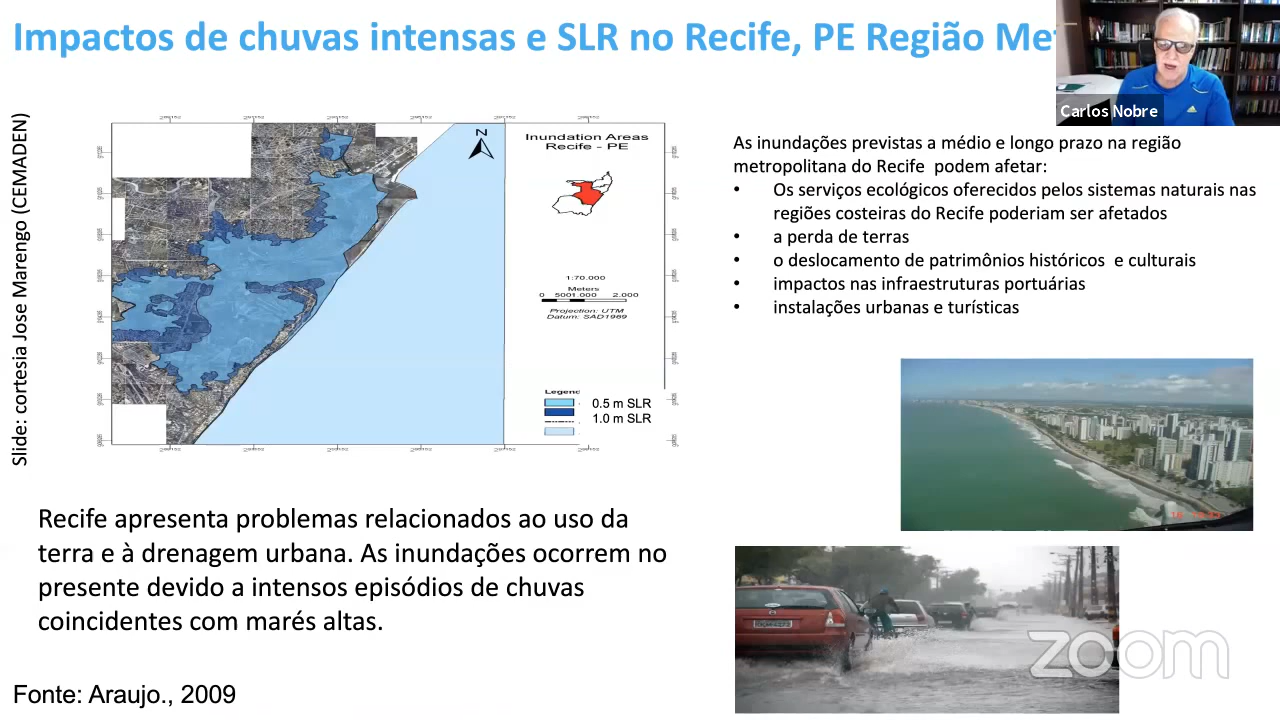 Impactos de chuvas intensas e SLR no Recife, PE Região Me
Carlos Nobre
Slide: cortesia Jose Marengo (CEMADEN)
N
Inundation Areas
Recife - PE
1:70.000
Meters
0 5001.000 2.000
Projection: UTM
Datum: SAD1969
Legend
0.5 m SLR
1.0 m SLR
As inundações previstas a médio e longo prazo na região
metropolitana do Recife podem afetar:
• Os serviços ecológicos oferecidos pelos sistemas naturais nas
regiões costeiras do Recife poderiam ser afetados
• a perda de terras
• o deslocamento de patrimônios históricos e culturais
• impactos nas infraestruturas portuárias
• instalações urbanas e turísticas
Recife apresenta problemas relacionados ao uso da
terra e à drenagem urbana. As inundações ocorrem no
presente devido a intensos episódios de chuvas
coincidentes com marés altas.
zoom
Fonte: Araujo., 2009